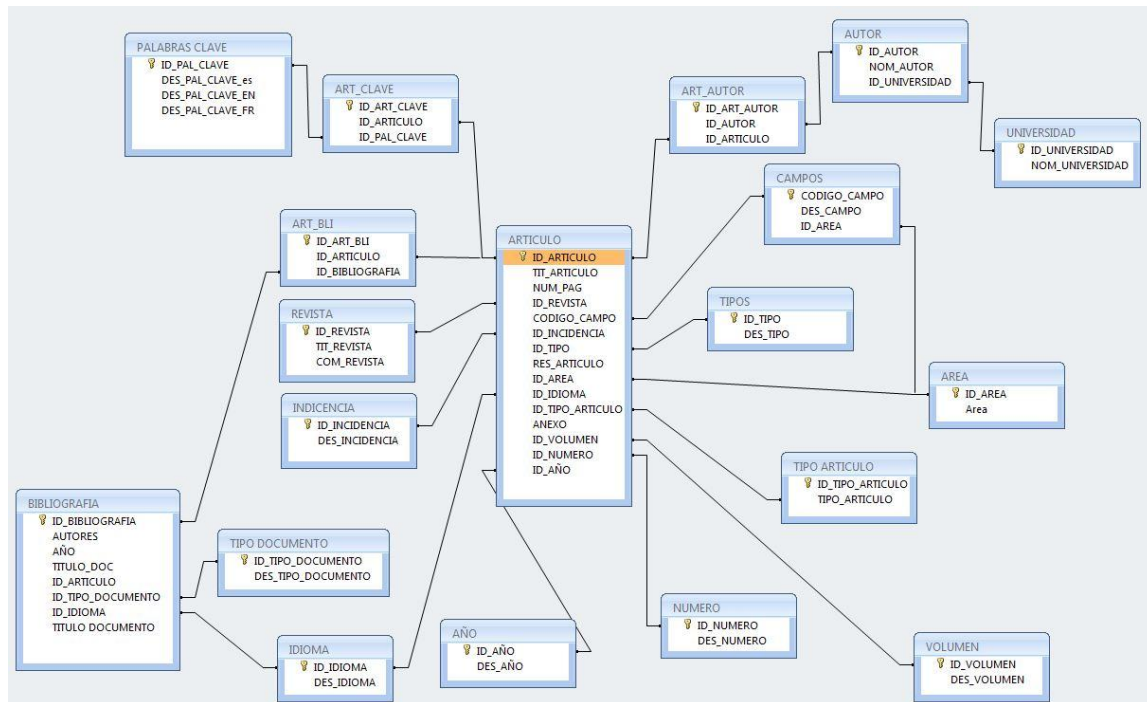 PALABRAS CLAVE
ID_PAL_CLAVE
DES_PAL_CLAVE_es
DES_PAL_CLAVE_EN
DES_PAL_CLAVE_FR
ART_CLAVE
ID_ART_CLAVE
ID_ARTICULO
ID_PAL_CLAVE
ART_AUTOR
ID_ART_AUTOR
ID_AUTOR
ID_ARTICULO
AUTOR
ID_AUTOR
NOM_AUTOR
ID_UNIVERSIDAD
UNIVERSIDAD
ID_UNIVERSIDAD
NOM_UNIVERSIDAD
CAMPOS
CODIGO_CAMPO
DES_CAMPO
ID_AREA
ART_BLI
ID_ART_BLI
ID_ARTICULO
ID_BIBLIOGRAFIA
ARTICULO
ID_ARTICULO
TIT_ARTICULO
NUM_PAG
ID_REVISTA
CODIGO_CAMPO
ID_INCIDENCIA
ID_TIPO
RES_ARTICULO
ID_AREA
ID_IDIOMA
ID_TIPO_ARTICULO
ANEXO
ID_VOLUMEN
ID_NUMERO
ID_AÑO
REVISTA
ID_REVISTA
TIT_REVISTA
COM_REVISTA
TIPOS
ID_TIPO
DES_TIPO
INDICENCIA
ID_INCIDENCIA
DES_INCIDENCIA
AREA
ID_AREA
Area
TIPO ARTICULO
ID_TIPO_ARTICULO
TIPO_ARTICULO
BIBLIOGRAFIA
ID_BIBLIOGRAFIA
AUTORES
AÑO
TITULO_DOC
ID_ARTICULO
ID_TIPO_DOCUMENTO
ID_IDIOMA
TITULO DOCUMENTO
TIPO DOCUMENTO
ID_TIPO_DOCUMENTO
DES_TIPO_DOCUMENTO
IDIOMA
ID_IDIOMA
DES_IDIOMA
AÑO
ID_AÑO
DES_AÑO
NUMERO
ID_NUMERO
DES_NUMERO
VOLUMEN
ID_VOLUMEN
DES_VOLUMEN